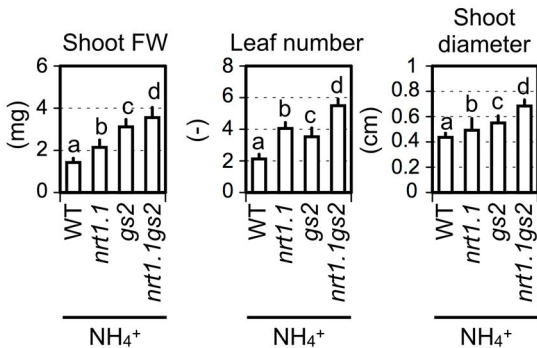 Shoot FW
6
4
2
0
(mg)
a
b
c
d
WT
nrt1.1
gs2
nrt1.1gs2
NH₄⁺
Leaf number
8
6
4
2
0
(-)
a
b
c
d
WT
nrt1.1
gs2
nrt1.1gs2
NH₄⁺
Shoot
diameter
1
0.8
0.6
0.4
0.2
0
(cm)
a
b
c
d
WT
nrt1.1
gs2
nrt1.1gs2
NH₄⁺